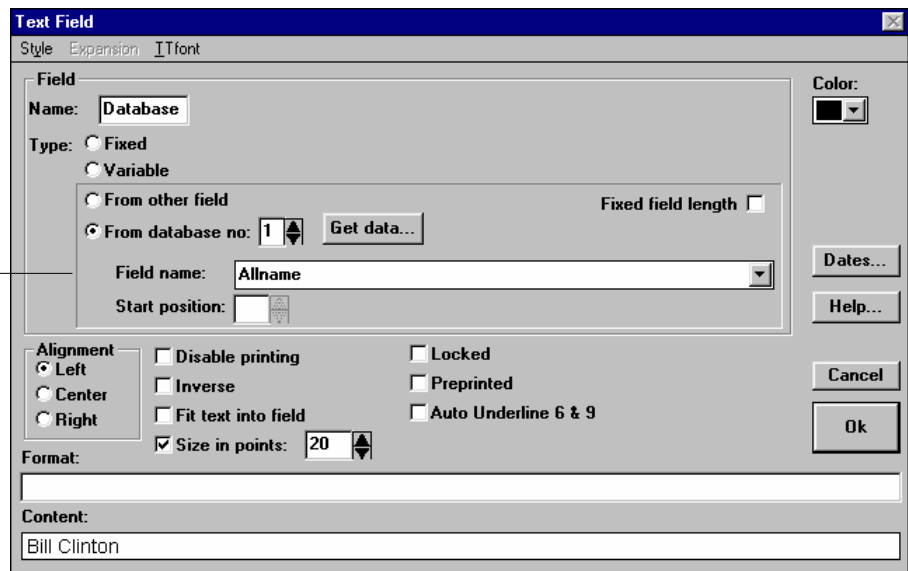 Text Field
Style Expansion TTfont
Field
Name: Database
Color:
Type: Fixed
Variable
From other field
Fixed field length
From database no: 1 Get data...
Field name: Allname
Start position:
Dates...
Help...
Alignment
Left
Center
Right
Disable printing
Inverse
Fit text into field
Size in points: 20
Locked
Preprinted
Auto Underline 6 & 9
Cancel
Ok
Format:
Content:
Bill Clinton